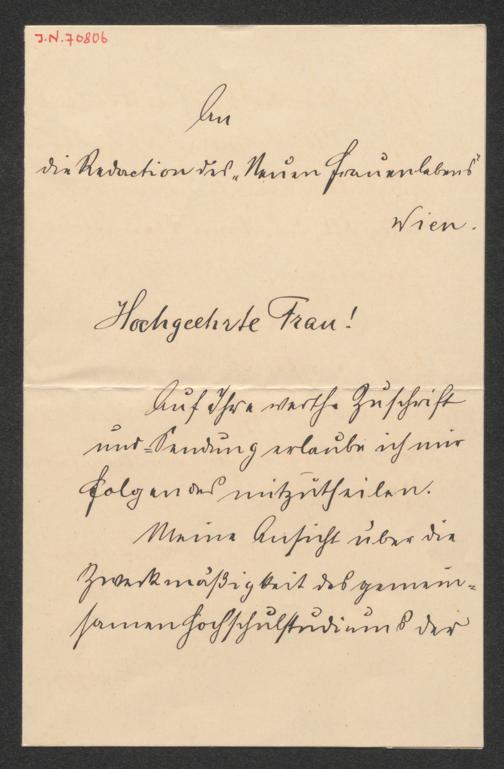 J.N. 70806
An
die Redaction des „Neuen Frauenlebens"
Wien.
Hochgeehrte Frau!
Auf Ihre werthe Zuschrift
und =Sendung erlaube ich mir
Folgendes mitzutheilen.
Meine Ansicht über die
Zweckmäßigkeit des gemein=
samen Hochschulstudiums der